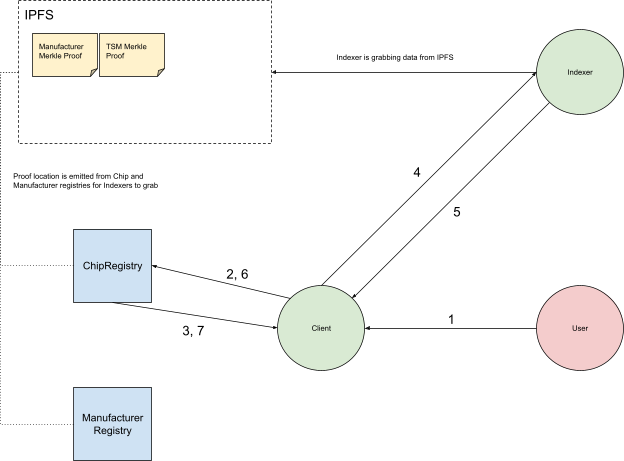 IPFS
Manufacturer
Merkle Proof
TSM Merkle
Proof
Indexer is grabbing data from IPFS
Indexer
Proof location is emitted from Chip and
Manufacturer registries for Indexers to grab
4
5
ChipRegistry
2, 6
3, 7
Client
1
User
Manufacturer
Registry